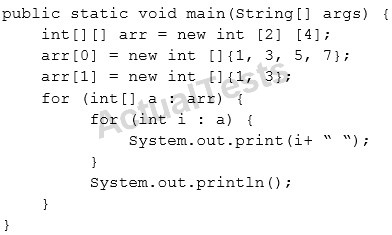 public static void main(String[] args) {
    int[][] arr = new int [2] [4];
    arr[0] = new int []{1, 3, 5, 7};
    arr[1] = new int []{1, 3};
    for (int[] a : arr) {
         for (int i : a) {
             System.out.print(i+ “ “);
         }
         System.out.println();
    }
}
ActualTests